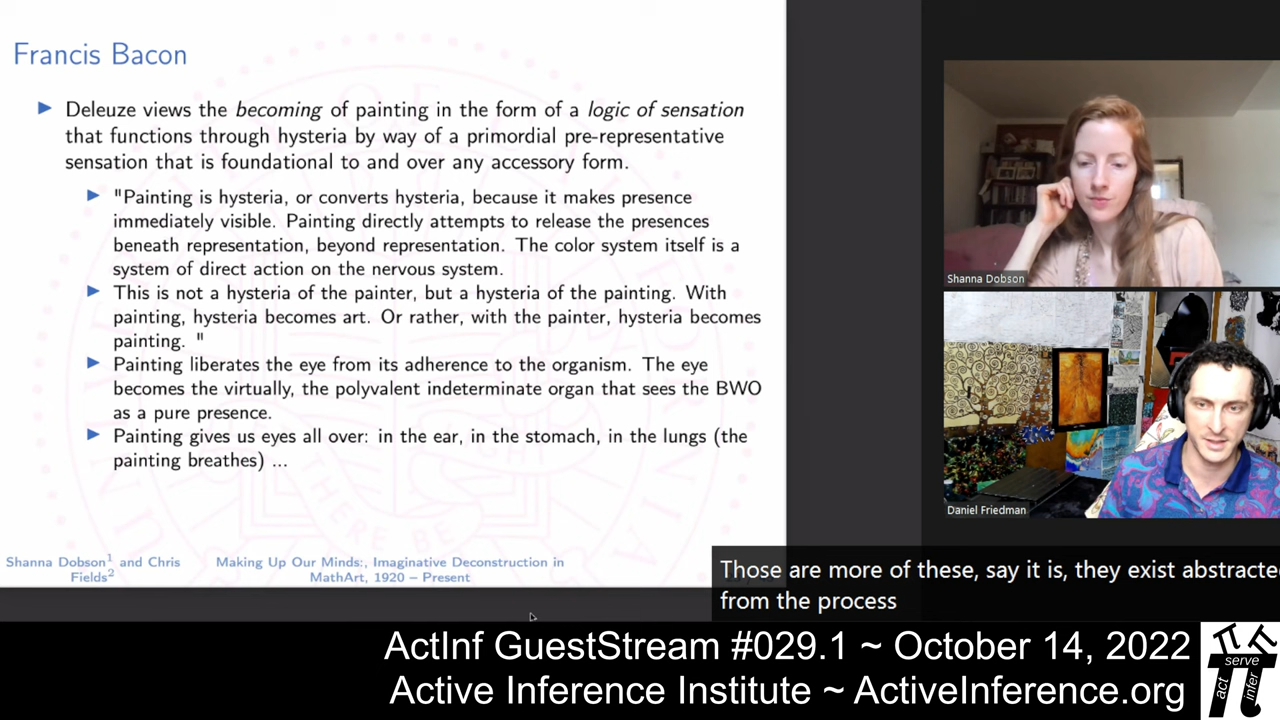 Francis Bacon
Deleuze views the becoming of painting in the form of a logic of sensation
that functions through hysteria by way of a primordial pre-representative
sensation that is foundational to and over any accessory form.
"Painting is hysteria, or converts hysteria, because it makes presence
immediately visible. Painting directly attempts to release the presences
beneath representation, beyond representation. The color system itself is a
system of direct action on the nervous system.
This is not a hysteria of the painter, but a hysteria of the painting. With
painting, hysteria becomes art. Or rather, with the painter, hysteria becomes
painting. "
Painting liberates the eye from its adherence to the organism. The eye
becomes the virtually, the polyvalent indeterminate organ that sees the BWO
as a pure presence.
Painting gives us eyes all over: in the ear, in the stomach, in the lungs (the
painting breathes) ...
Shanna Dobson1 and Chris
Fields2
Making Up Our Minds:, Imaginative Deconstruction in
MathArt, 1920 – Present
Shanna Dobson
Daniel Friedman
Those are more of these, say it is, they exist abstracte
from the process
ActInf GuestStream #029.1 ~ October 14, 2022
Active Inference Institute ~ ActiveInference.org
serve
act
infer